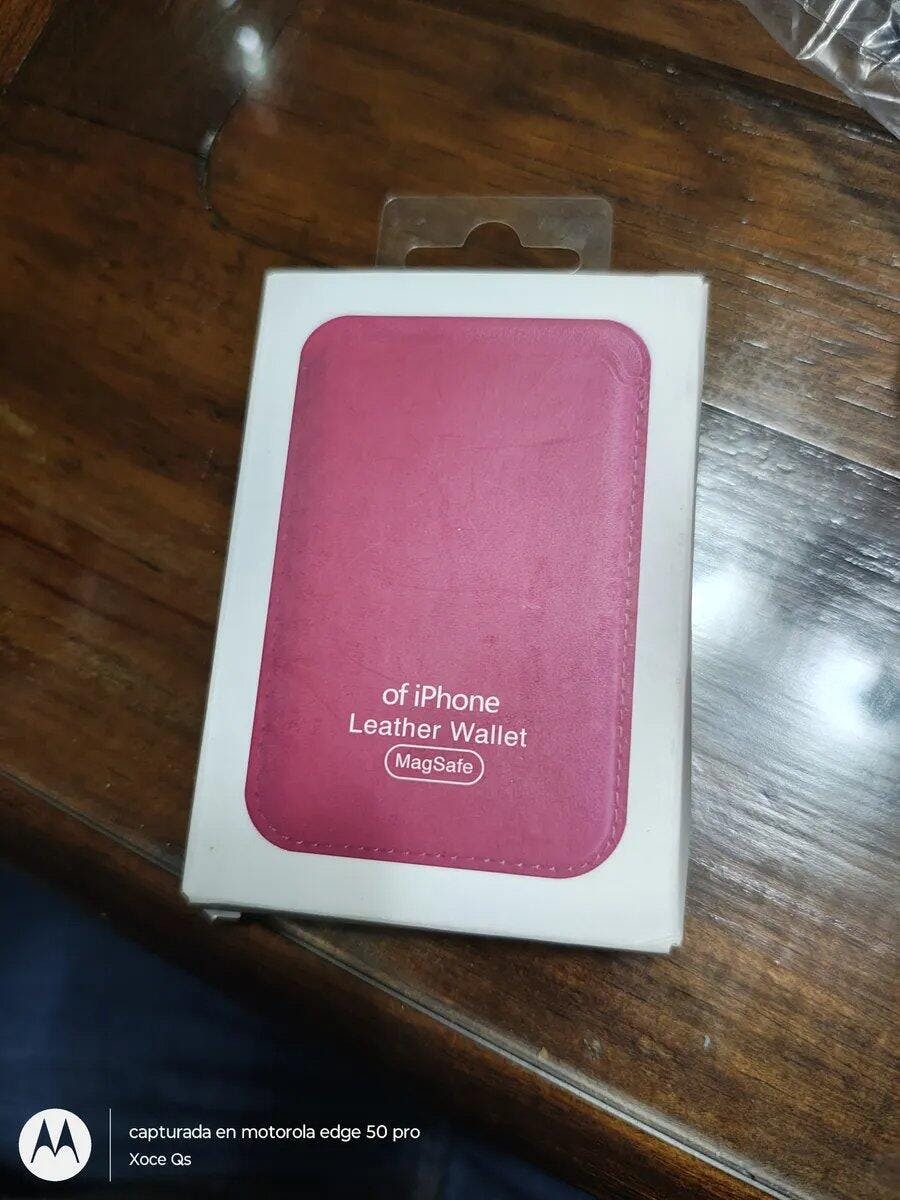 of iPhone
Leather Wallet
MagSafe
capturada en motorola edge 50 pro
Xoce Qs